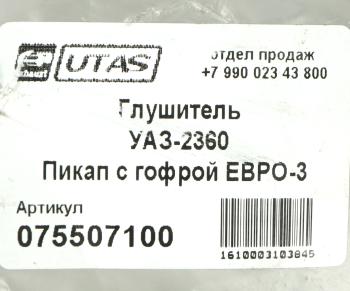 UTAS
отдел продаж
+7 990 023 43 800
Глушитель
УАЗ-2360
Пикап с гофрой ЕВРО-3
Артикул
075507100
1610003103845